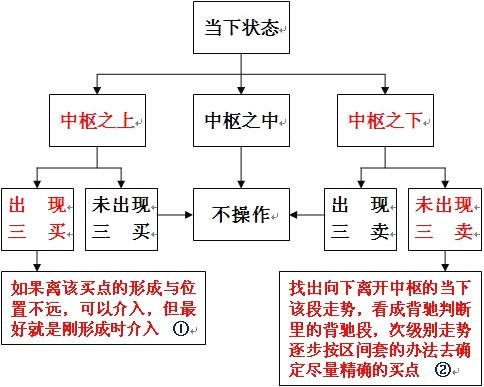 当下状态
中枢之上
中枢之中
中枢之下
出 现
三 买
未出现
三 买
不操作
出 现
三 卖
未出现
三 卖
如果离该买点的形成与位
置不远，可以介入，但最
好就是刚形成时介入 ①
找出向下离开中枢的当下
该段走势，看成背驰判断
里的背驰段，次级别走势
逐步按区间套的办法去确
定尽量精确的买点 ②